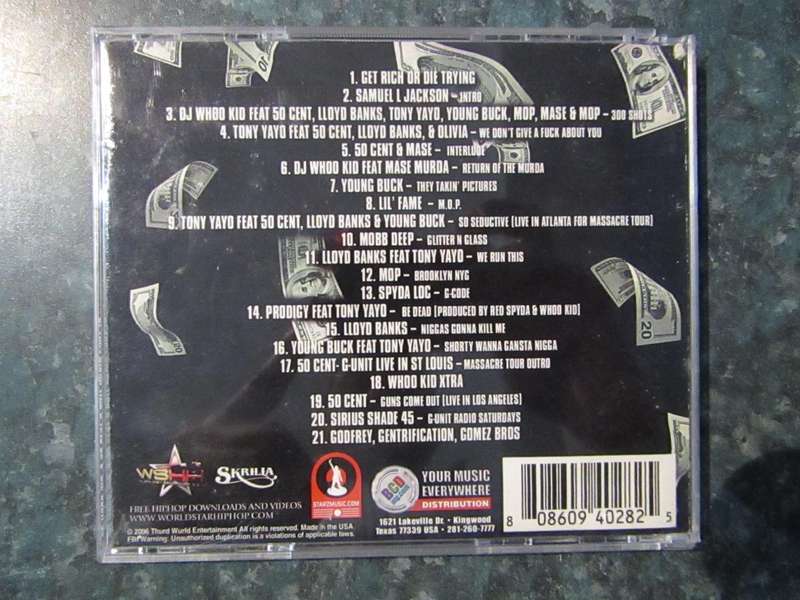 1. GET RICH OR DIE TRYING
2. SAMUEL L JACKSON - INTRO
3. DJ WHOO KID FEAT 50 CENT, LLOYD BANKS, TONY YAYO, YOUNG BUCK, MOP, MASE & MOP - 300 SHOTS
4. TONY YAYO FEAT 50 CENT, LLOYD BANKS, & OLIVIA - WE DON'T GIVE A FUCK ABOUT YOU
5. 50 CENT & MASE - INTERLUDE
6. DJ WHOO KID FEAT MASE MURDA - RETURN OF THE MURDA
7. YOUNG BUCK - THEY TAKIN' PICTURES
8. LIL' FAME - M.O.P.
9. TONY YAYO FEAT 50 CENT, LLOYD BANKS & YOUNG BUCK - SO SEDUCTIVE [LIVE IN ATLANTA FOR MASSACRE TOUR]
10. MOBB DEEP - GLITTER N GLASS
11. LLOYD BANKS FEAT TONY YAYO - WE RUN THIS
12. MOP - BROOKLYN NYG
13. SPYDA LOC - G-CODE
14. PRODIGY FEAT TONY YAYO - BE DEAD [PRODUCED BY RED SPYDA & WHOO KID]
15. LLOYD BANKS - NIGGAS GONNA KILL ME
16. YOUNG BUCK FEAT TONY YAYO - SHORTY WANNA GANSTA NIGGA
17. 50 CENT- G-UNIT LIVE IN ST LOUIS - MASSACRE TOUR OUTRO
18. WHOO KID XTRA
19. 50 CENT - GUNS COME OUT [LIVE IN LOS ANGELES]
20. SIRIUS SHADE 45 - G-UNIT RADIO SATURDAYS
21. GODFREY, GENTRIFICATION, GOMEZ BROS
WSHH
SKRILLA
STARZMUSIC.COM
BCD
YOUR MUSIC
EVERYWHERE
DISTRIBUTION
FREE HIPHOP DOWNLOADS AND VIDEOS
WWW.WORLDSTARHIPHOP.COM
1621 Lakeville Dr. • Kingwood
Texas 77339 USA • 281-260-7777
© 2006 Third World Entertainment All rights reserved. Made in the USA
FBI Warning: Unauthorized duplication is a violations of applicable laws.
8 08609 40282 5
20